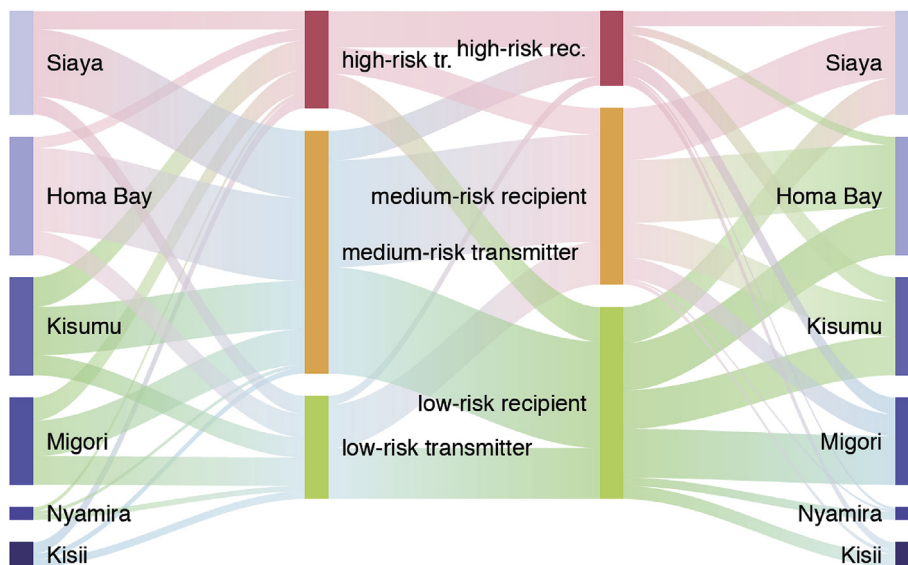 Siaya
Homa Bay
Kisumu
Migori
Nyamira
Kisii
high-risk tr.
medium-risk transmitter
low-risk transmitter
high-risk rec.
medium-risk recipient
low-risk recipient
Siaya
Homa Bay
Kisumu
Migori
Nyamira
Kisii